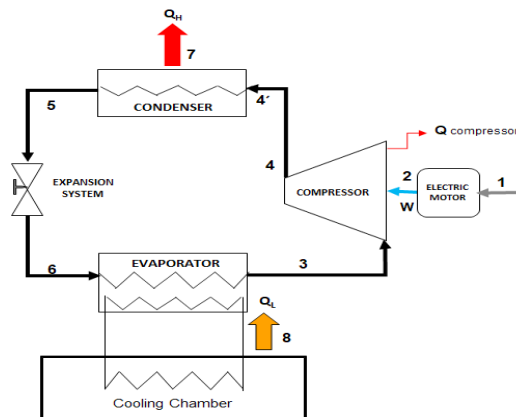 QH
7
5
CONDENSER
4´
Q compressor
4
2
1
EXPANSION
SYSTEM
COMPRESSOR
ELECTRIC
MOTOR
W
6
EVAPORATOR
3
QL
8
Cooling Chamber